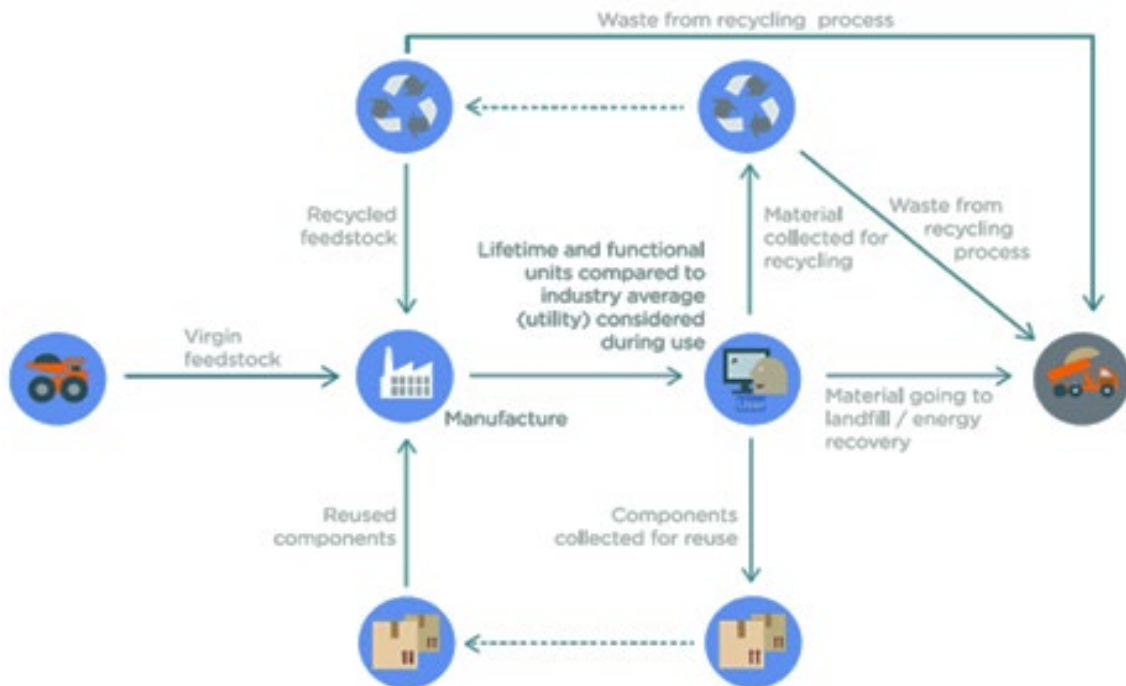 Waste from recycling process
Recycled
feedstock
Material
collected for
recycling
Waste from
recycling
process
Lifetime and functional
units compared to
industry average
(utility) considered
during use
Virgin
feedstock
Manufacture
User
Material going to
landfill / energy
recovery
Reused
components
Components
collected for reuse